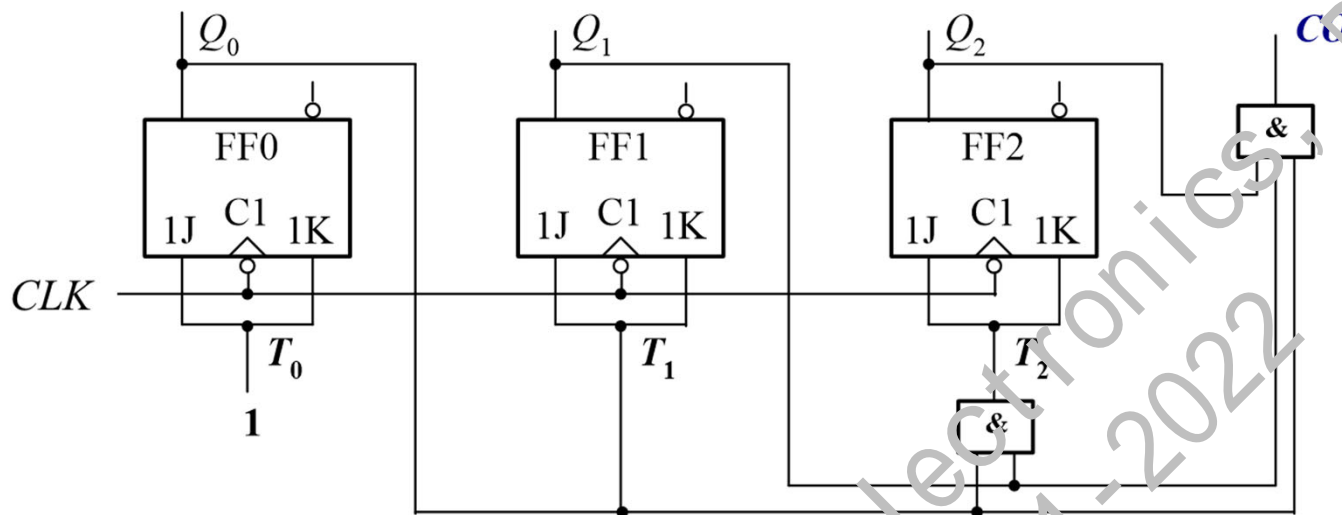 Q0 Q1 Q2
&
FF0 FF1 FF2
C1 C1 C1
1J 1K 1J 1K 1J 1K
CLK
T0 T1 T2
1 &
-2022